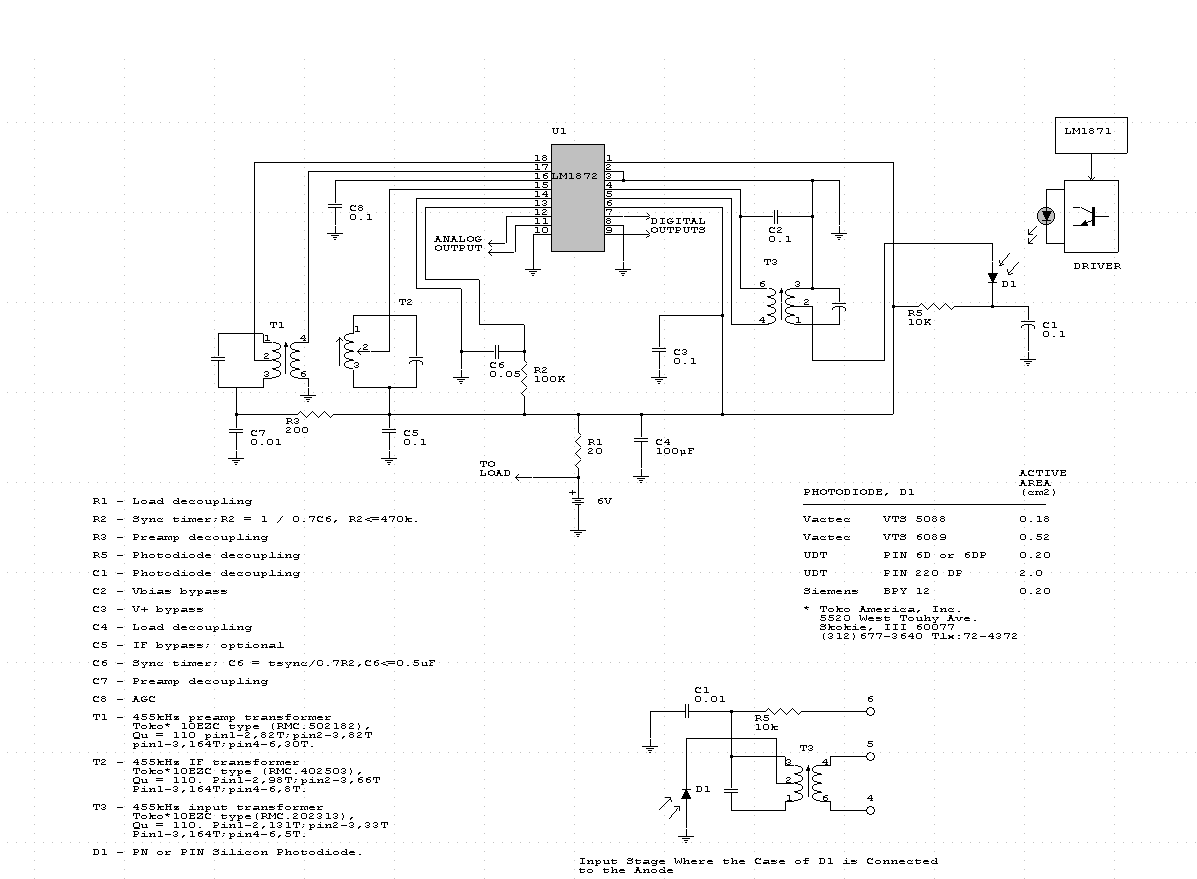 U1
LM1872
18
17
16
15
14
13
12
11
10
1
2
3
4
5
6
7
8
9
LM1871
DRIVER
C8
0.1
ANALOG
OUTPUT
DIGITAL
OUTPUTS
C2
0.1
T3
6
4
3
2
1
D1
R5
10K
C1
0.1
T1
1
2
3
4
6
T2
1
2
3
C6
0.05
R2
100K
C3
0.1
R3
200
C7
0.01
C5
0.1
R1
20
C4
100µF
TO
LOAD
+
6V
R1 - Load decoupling
R2 - Sync timer;R2 = 1 / 0.7C6, R2<=470k.
R3 - Preamp decoupling
R5 - Photodiode decoupling
C1 - Photodiode decoupling
C2 - Vbias bypass
C3 - V+ bypass
C4 - Load decoupling
C5 - IF bypass; optional
C6 - Sync timer; C6 = tsync/0.7R2,C6<=0.5uF
C7 - Preamp decoupling
C8 - AGC
T1 - 455kHz preamp transformer
Toko* 10EZC type (RMC.502182),
Qu = 110 pin1-2,82T;pin2-3,82T
pin1-3,164T;pin4-6,30T.
T2 - 455kHz IF transformer
Toko*10EZC type (RMC.402503),
Qu = 110. Pin1-2,98T;pin2-3,66T
Pin1-3,164T;pin4-6,8T.
T3 - 455kHz input transformer
Toko*10EZC type(RMC.202313),
Qu = 110. Pin1-2,131T;pin2-3,33T
Pin1-3,164T;pin4-6,5T.
D1 - PN or PIN Silicon Photodiode.
ACTIVE
AREA
PHOTODIODE, D1 (cm2)
Vactec VTS 5088 0.18
Vactec VTS 6089 0.52
UDT PIN 6D or 6DP 0.20
UDT PIN 220 DP 2.0
Siemens BPY 12 0.20
* Toko America, Inc.
5520 West Touhy Ave.
Skokie, III 60077
(312)677-3640 Tlx:72-4372
C1
0.01
R5
10k
6
5
4
T3
3
2
1
4
6
D1
Input Stage Where the Case of D1 is Connected
to the Anode